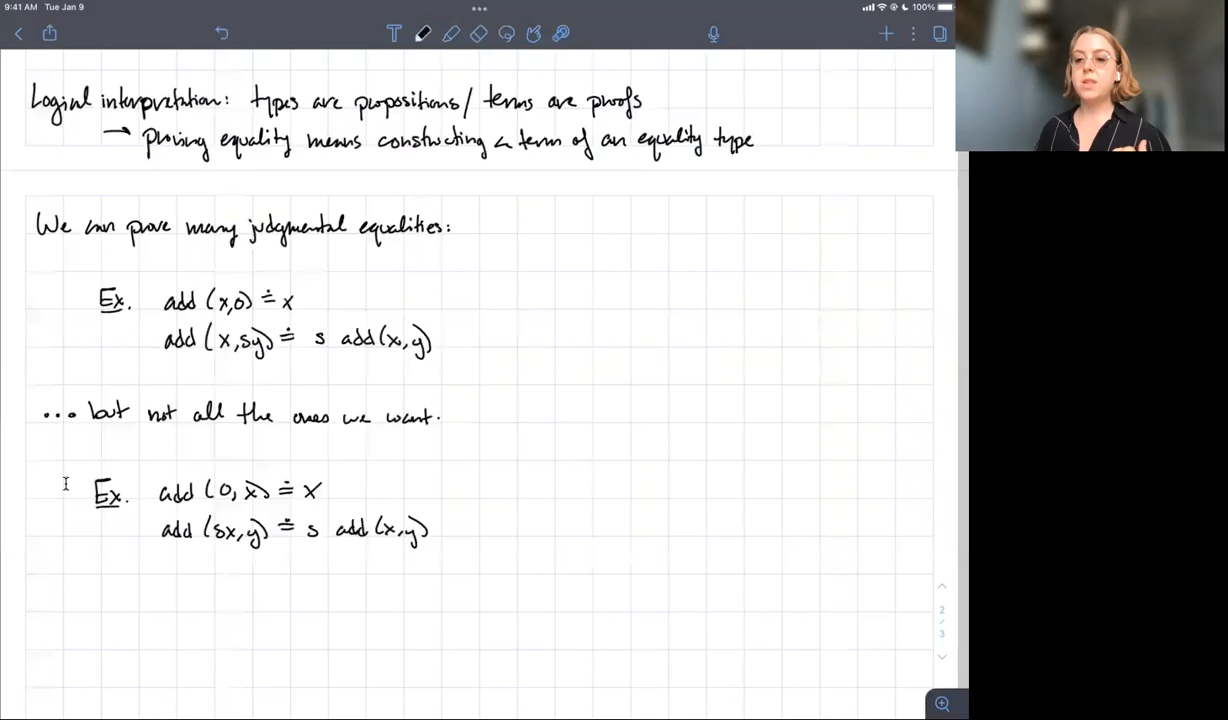 9:41 AM Tue Jan 9
100%
Logical interpretation: types are propositions/ terms are proofs
→ proving equality means constructing a term of an equality type
We can prove many judgmental equalities:
Ex. add (x,0) ≐ x
add (x, sy) ≐ s add(x,y)
... but not all the ones we want.
Ex. add (0, x) ≐ x
add (sx, y) ≐ s add(x,y)
2
/
3